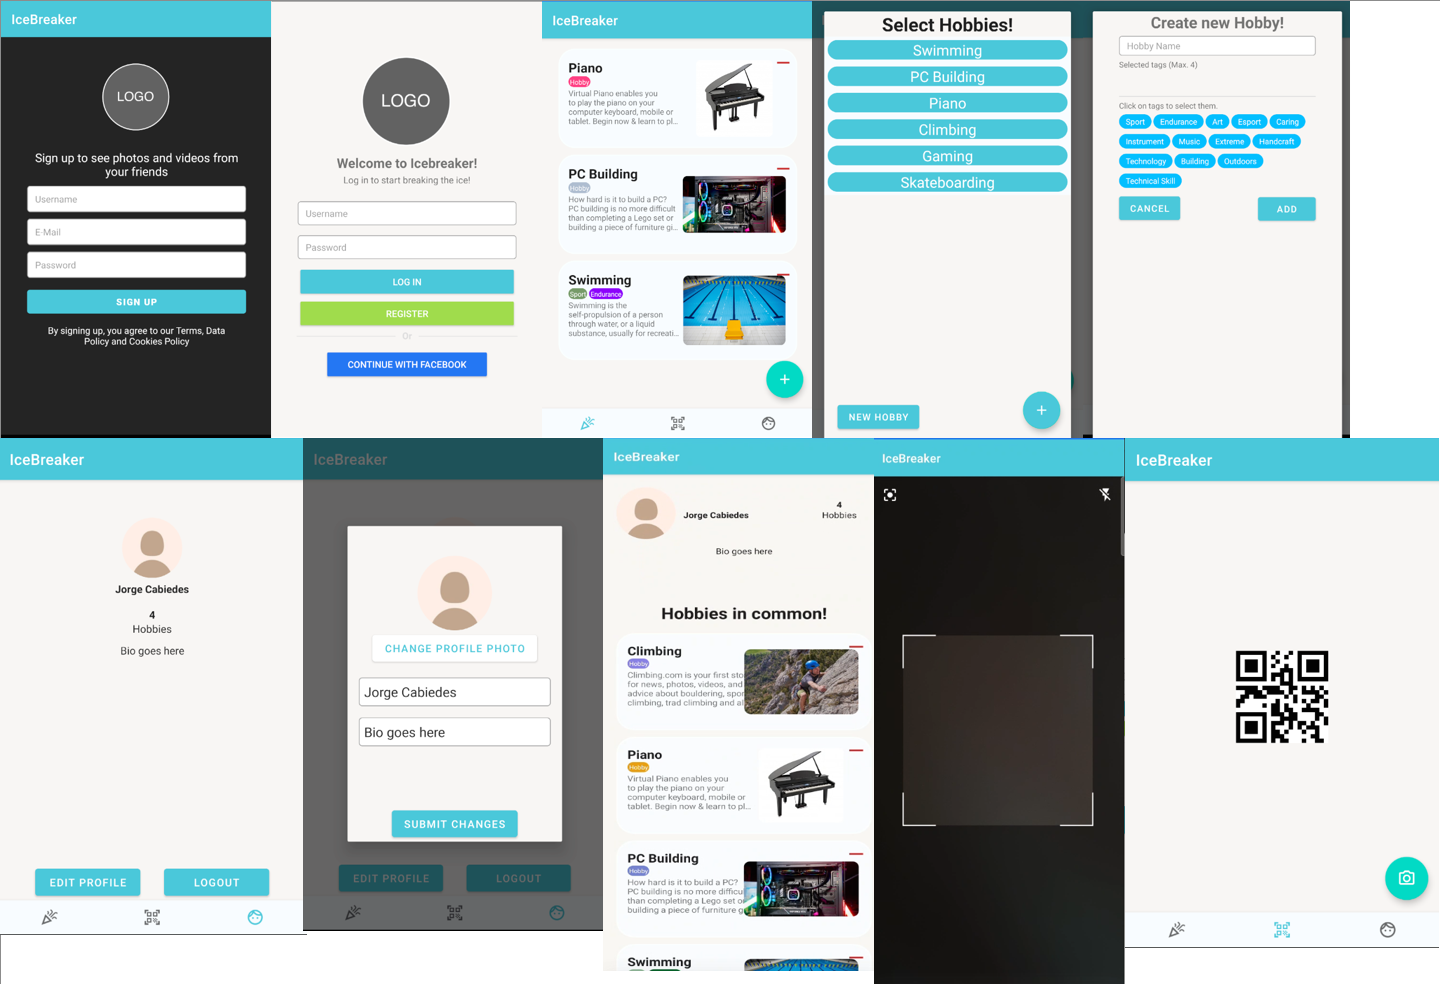 IceBreaker
LOGO
Sign up to see photos and videos from
your friends
Username
E-Mail
Password
SIGN UP
By signing up, you agree to our Terms, Data
Policy and Cookies Policy
LOGO
Welcome to Icebreaker!
Log in to start breaking the ice!
Username
Password
LOG IN
REGISTER
Or
CONTINUE WITH FACEBOOK
Piano
Hobby
Virtual Piano enables you
to play the piano on your
computer keyboard, mobile or
tablet. Begin now & learn to pl...
PC Building
Hobby
How hard is it to build a PC?
PC building is no more difficult
than completing a Lego set or
building a piece of furniture gi...
Swimming
Sport Endurance
Swimming is the
self-propulsion of a person
through water, or a liquid
substance, usually for recreati...
Select Hobbies!
Swimming
PC Building
Piano
Climbing
Gaming
Skateboarding
NEW HOBBY
Create new Hobby!
Hobby Name
Selected tags (Max. 4)
Click on tags to select them.
Sport Endurance Art Esport Caring
Instrument Music Extreme Handcraft
Technology Building Outdoors
Technical Skill
CANCEL ADD
IceBreaker
Jorge Cabiedes
4
Hobbies
Bio goes here
EDIT PROFILE LOGOUT
IceBreaker
CHANGE PROFILE PHOTO
Jorge Cabiedes
Bio goes here
SUBMIT CHANGES
EDIT PROFILE LOGOUT
IceBreaker
Jorge Cabiedes
4
Hobbies
Bio goes here
Hobbies in common!
Climbing
Hobby
Climbing.com is your first sto
for news, photos, videos, and
advice about bouldering, spor
climbing, trad climbing and al
Piano
Hobby
Virtual Piano enables you
to play the piano on your
computer keyboard, mobile or
tablet. Begin now & learn to pl...
PC Building
Hobby
How hard is it to build a PC?
PC building is no more difficu
than completing a Lego set o
building a piece of furniture g
Swimming
IceBreaker
IceBreaker